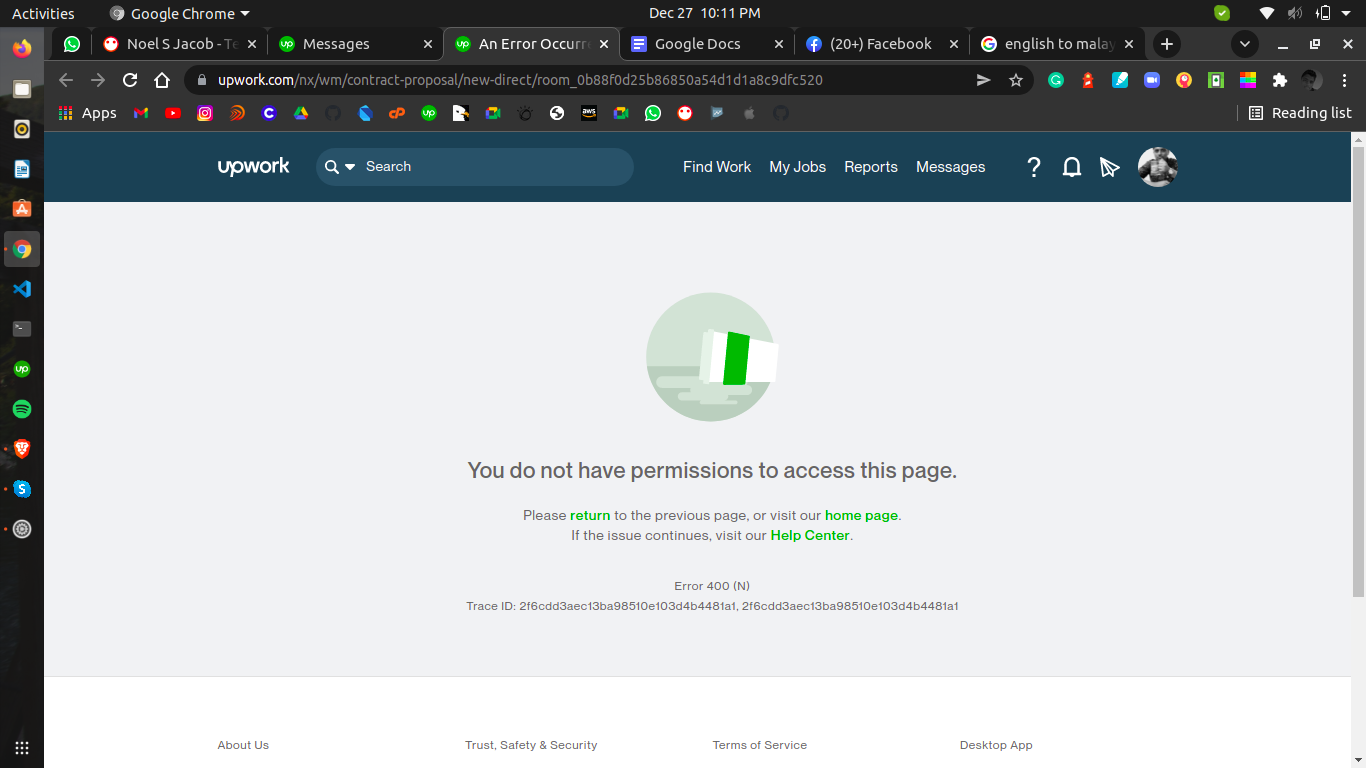 Activities
Google Chrome
Dec 27 10:11 PM
Noel S Jacob - Te
Messages
An Error Occurre
Google Docs
(20+) Facebook
english to malay
upwork.com/nx/wm/contract-proposal/new-direct/room_0b88f0d25b86850a54d1d1a8c9dfc520
Apps
Reading list
upwork
Search
Find Work
My Jobs
Reports
Messages
You do not have permissions to access this page.
Please return to the previous page, or visit our home page.
If the issue continues, visit our Help Center.
Error 400 (N)
Trace ID: 2f6cdd3aec13ba98510e103d4b4481a1, 2f6cdd3aec13ba98510e103d4b4481a1
About Us
Trust, Safety & Security
Terms of Service
Desktop App